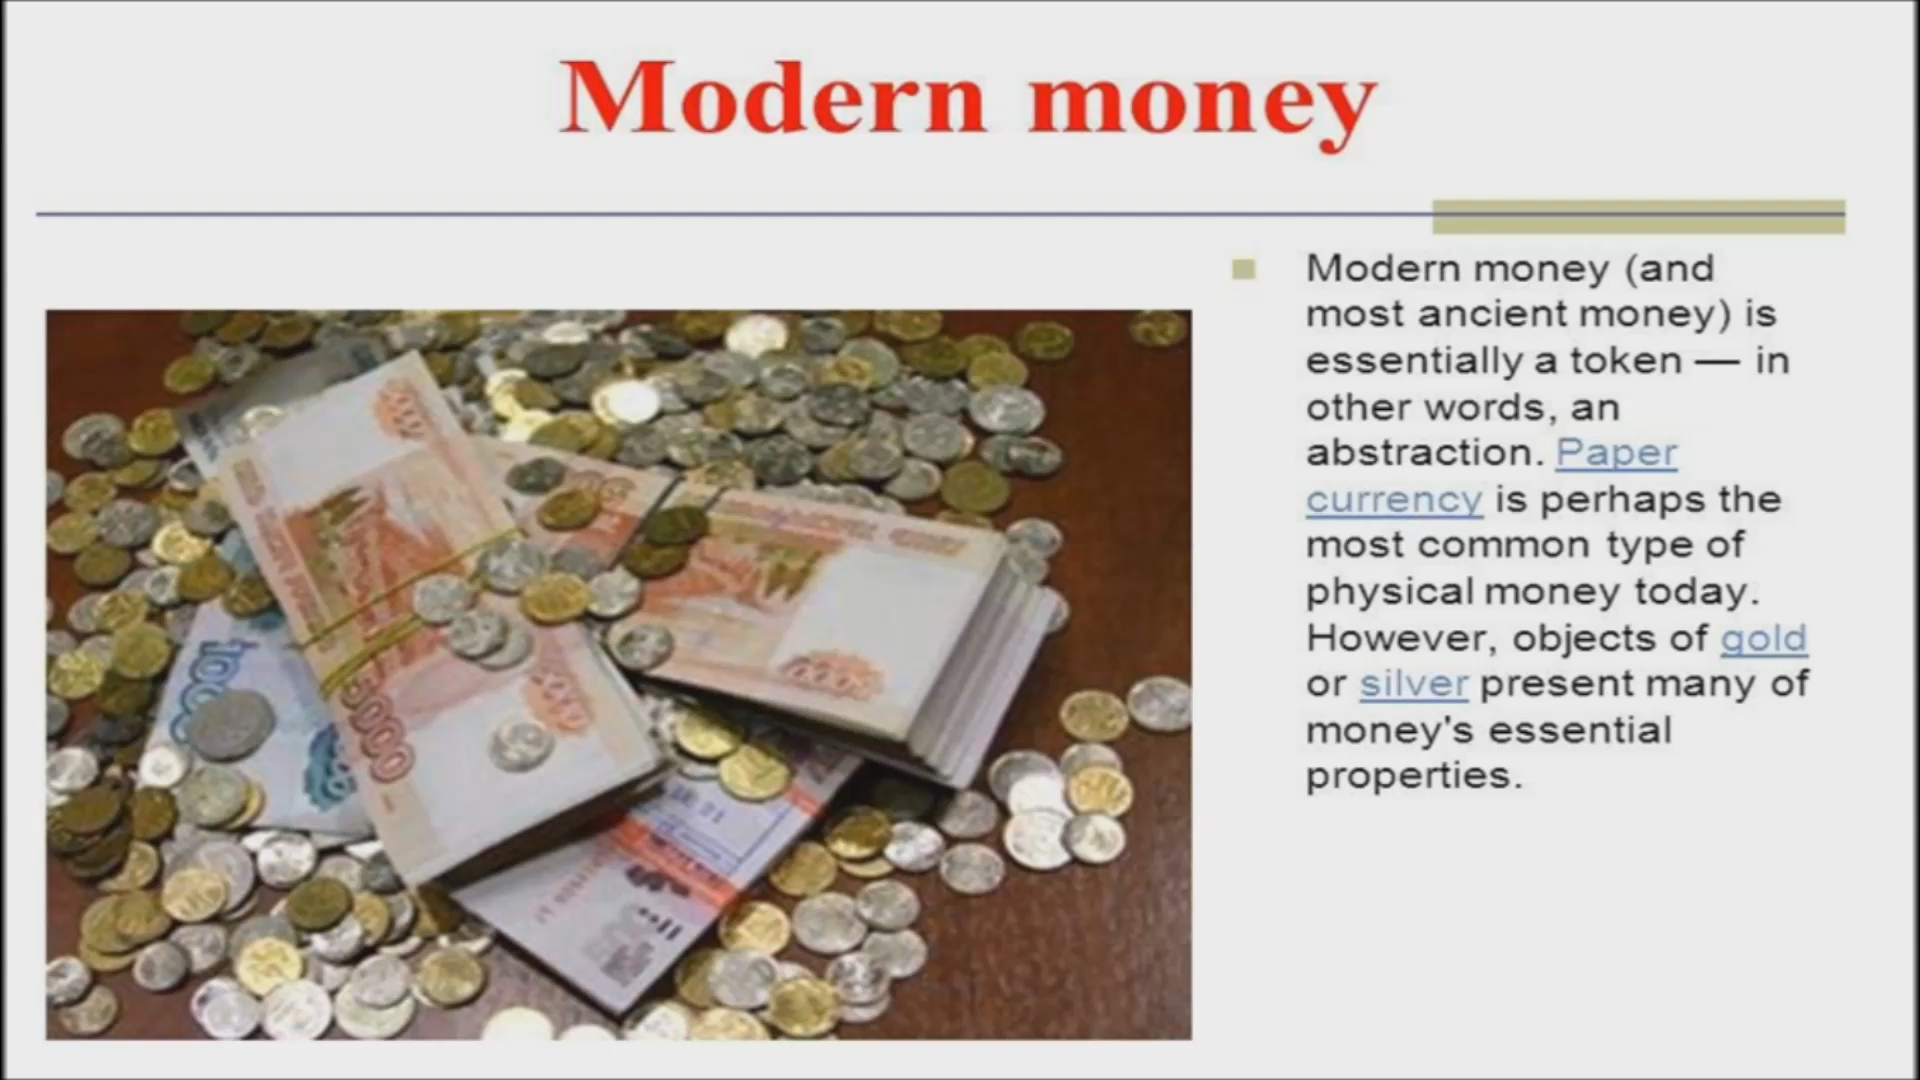 Modern money
Modern money (and
most ancient money) is
essentially a token — in
other words, an
abstraction. Paper
currency is perhaps the
most common type of
physical money today.
However, objects of gold
or silver present many of
money's essential
properties.
1000
5000